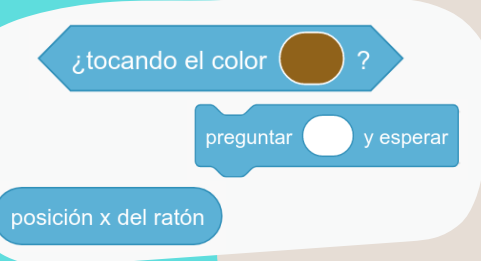 ¿tocando el color ?
preguntar y esperar
posición x del ratón